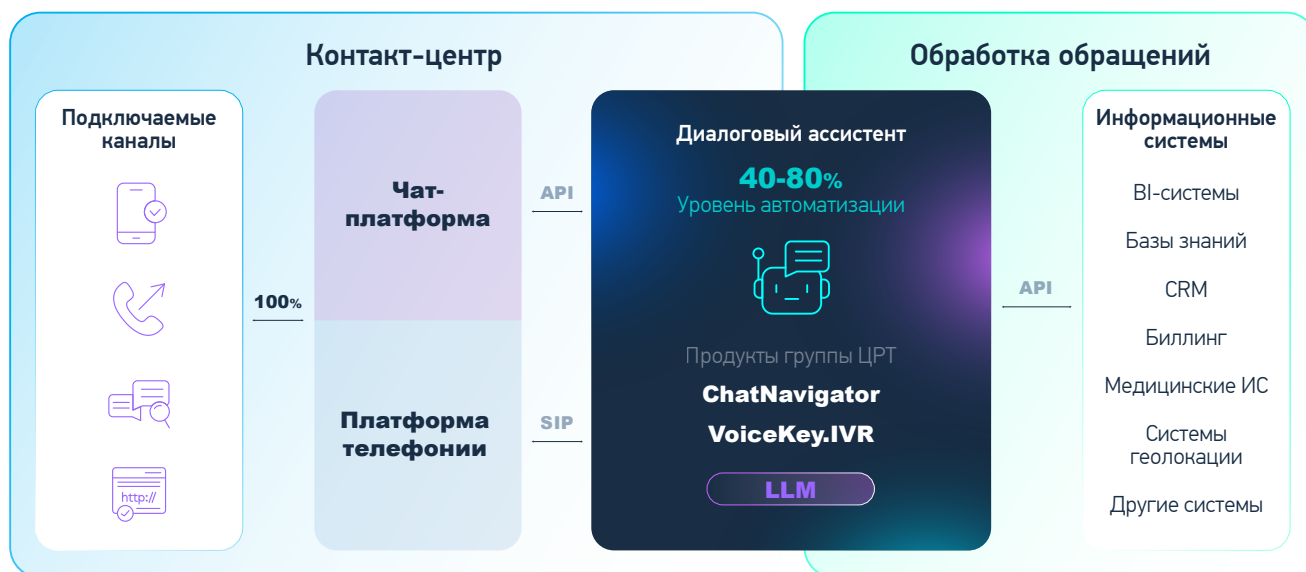 Контакт-центр
Обработка обращений
Подключаемые
каналы
http://
100%
Чат-
платформа
Платформа
телефонии
API
SIP
Диалоговый ассистент
40-80%
Уровень автоматизации
Продукты группы ЦРТ
ChatNavigator
VoiceKey.IVR
LLM
API
Информационные
системы
BI-системы
Базы знаний
CRM
Биллинг
Медицинские ИС
Системы
геолокации
Другие системы